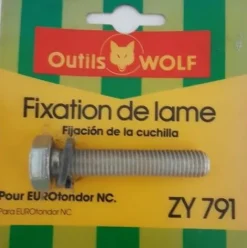 Outils WOLF
Fixation de lame
Fijación de la cuchilla
Pour EUROtondor NC.
Para EUROtondor NC.
ZY 791